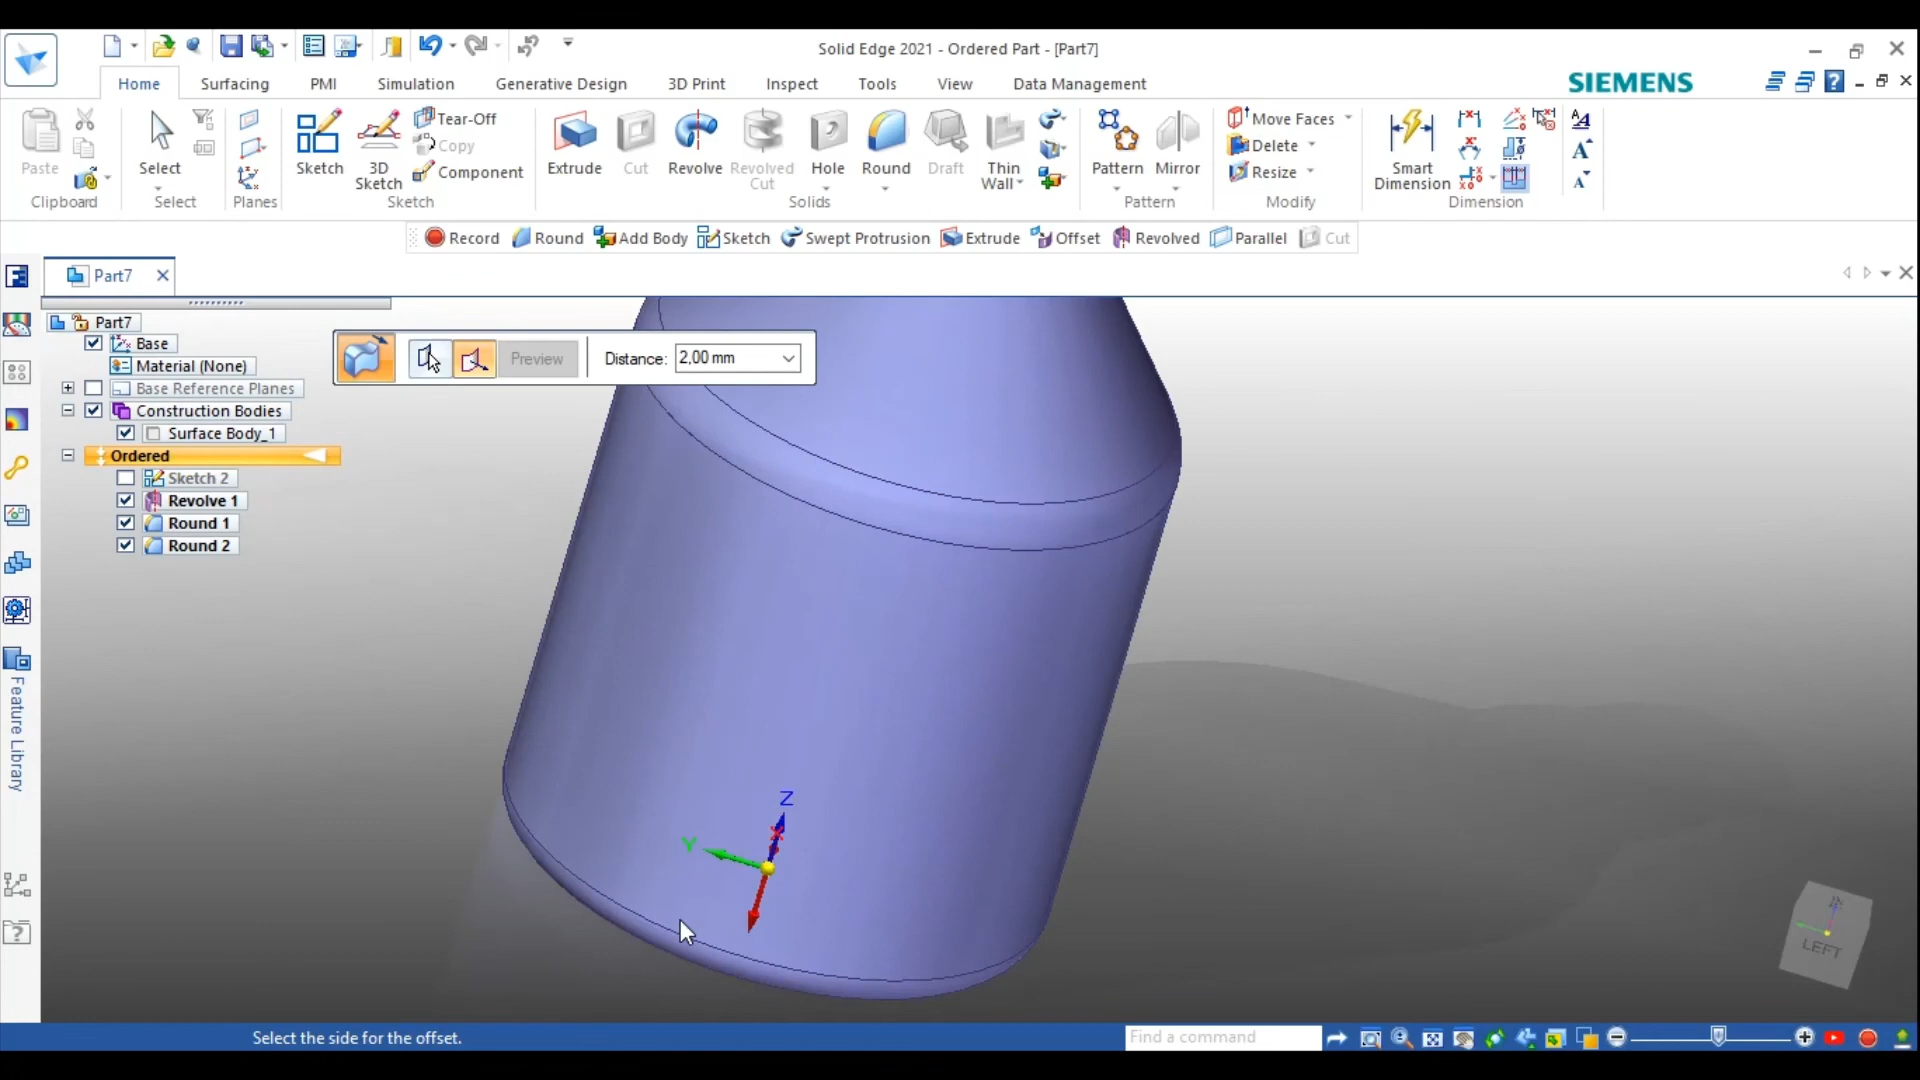 Solid Edge 2021 - Ordered Part - [Part7]
Home
Surfacing
PMI
Simulation
Generative Design
3D Print
Inspect
Tools
View
Data Management
SIEMENS
Paste
Clipboard
Select
Select
Planes
Sketch
3D
Sketch
Tear-Off
Copy
Component
Sketch
Extrude
Cut
Revolve
Revolved
Cut
Hole
Round
Draft
Thin
Wall
Solids
Pattern
Mirror
Pattern
Move Faces
Delete
Resize
Modify
Smart
Dimension
Dimension
Record
Round
Add Body
Sketch
Swept Protrusion
Extrude
Offset
Revolved
Parallel
Cut
Part7
Part7
Base
Material (None)
Base Reference Planes
Construction Bodies
Surface Body_1
Ordered
Sketch 2
Revolve 1
Round 1
Round 2
Preview
Distance:
2,00 mm
Feature Library
Z
Y
LEFT
Select the side for the offset.
Find a command